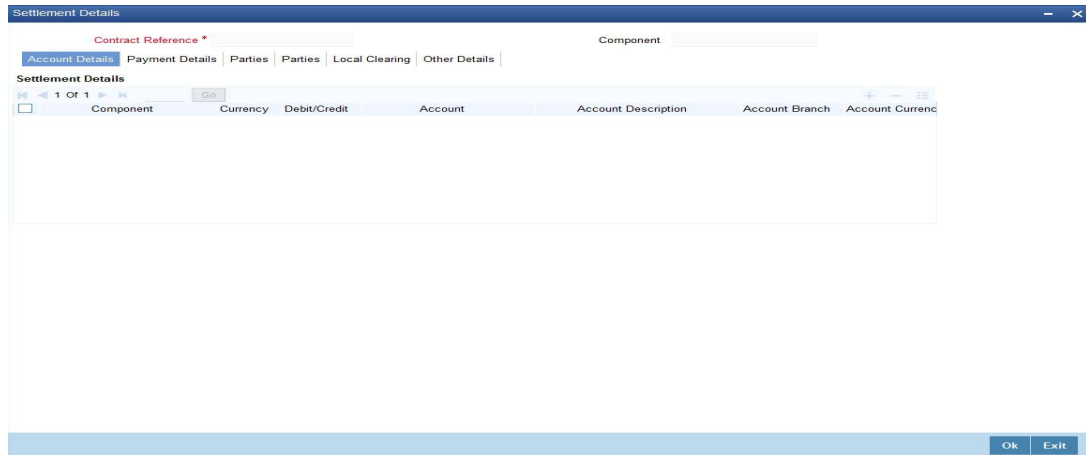 Settlement Details
Contract Reference * Component
Account Details Payment Details Parties Parties Local Clearing Other Details
Settlement Details
1 Of 1 Go
Component Currency Debit/Credit Account Account Description Account Branch Account Currenc
Ok Exit